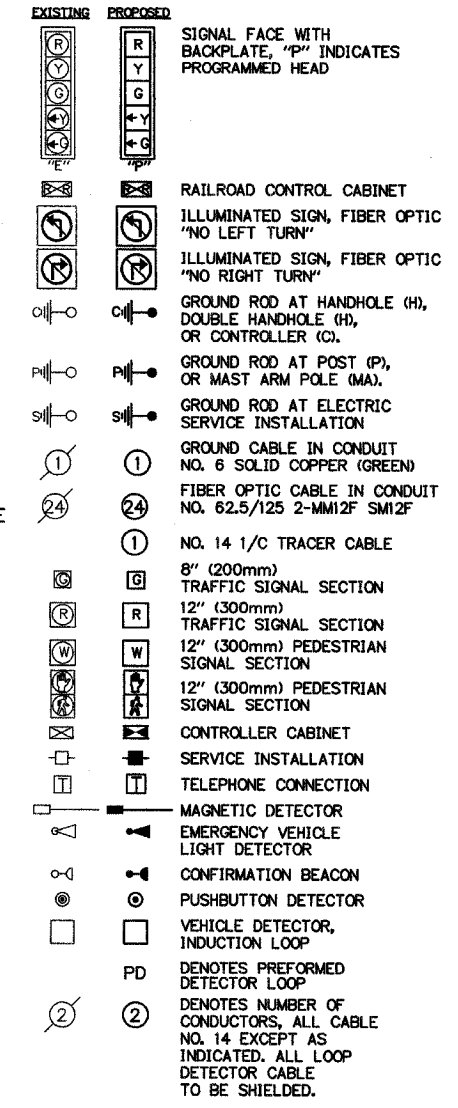 EXISTING PROPOSED
R R SIGNAL FACE WITH
BACKPLATE, "P" INDICATES
Y Y PROGRAMMED HEAD
G G
Y Y
G G
"E" "P"
RAILROAD CONTROL CABINET
ILLUMINATED SIGN, FIBER OPTIC
"NO LEFT TURN"
ILLUMINATED SIGN, FIBER OPTIC
"NO RIGHT TURN"
GROUND ROD AT HANDHOLE (H),
C C DOUBLE HANDHOLE (H),
OR CONTROLLER (C).
P P GROUND ROD AT POST (P),
OR MAST ARM POLE (MA).
S S GROUND ROD AT ELECTRIC
SERVICE INSTALLATION
1 1 GROUND CABLE IN CONDUIT
NO. 6 SOLID COPPER (GREEN)
24 24 FIBER OPTIC CABLE IN CONDUIT
E NO. 62.5/125 2-MM12F SM12F
1 NO. 14 1/C TRACER CABLE
G G 8" (200mm)
TRAFFIC SIGNAL SECTION
R R 12" (300mm)
TRAFFIC SIGNAL SECTION
W W 12" (300mm) PEDESTRIAN
SIGNAL SECTION
12" (300mm) PEDESTRIAN
SIGNAL SECTION
CONTROLLER CABINET
SERVICE INSTALLATION
T T TELEPHONE CONNECTION
MAGNETIC DETECTOR
EMERGENCY VEHICLE
LIGHT DETECTOR
CONFIRMATION BEACON
PUSHBUTTON DETECTOR
VEHICLE DETECTOR,
INDUCTION LOOP
PD DENOTES PREFORMED
DETECTOR LOOP
2 2 DENOTES NUMBER OF
CONDUCTORS, ALL CABLE
NO. 14 EXCEPT AS
INDICATED. ALL LOOP
DETECTOR CABLE
TO BE SHIELDED.